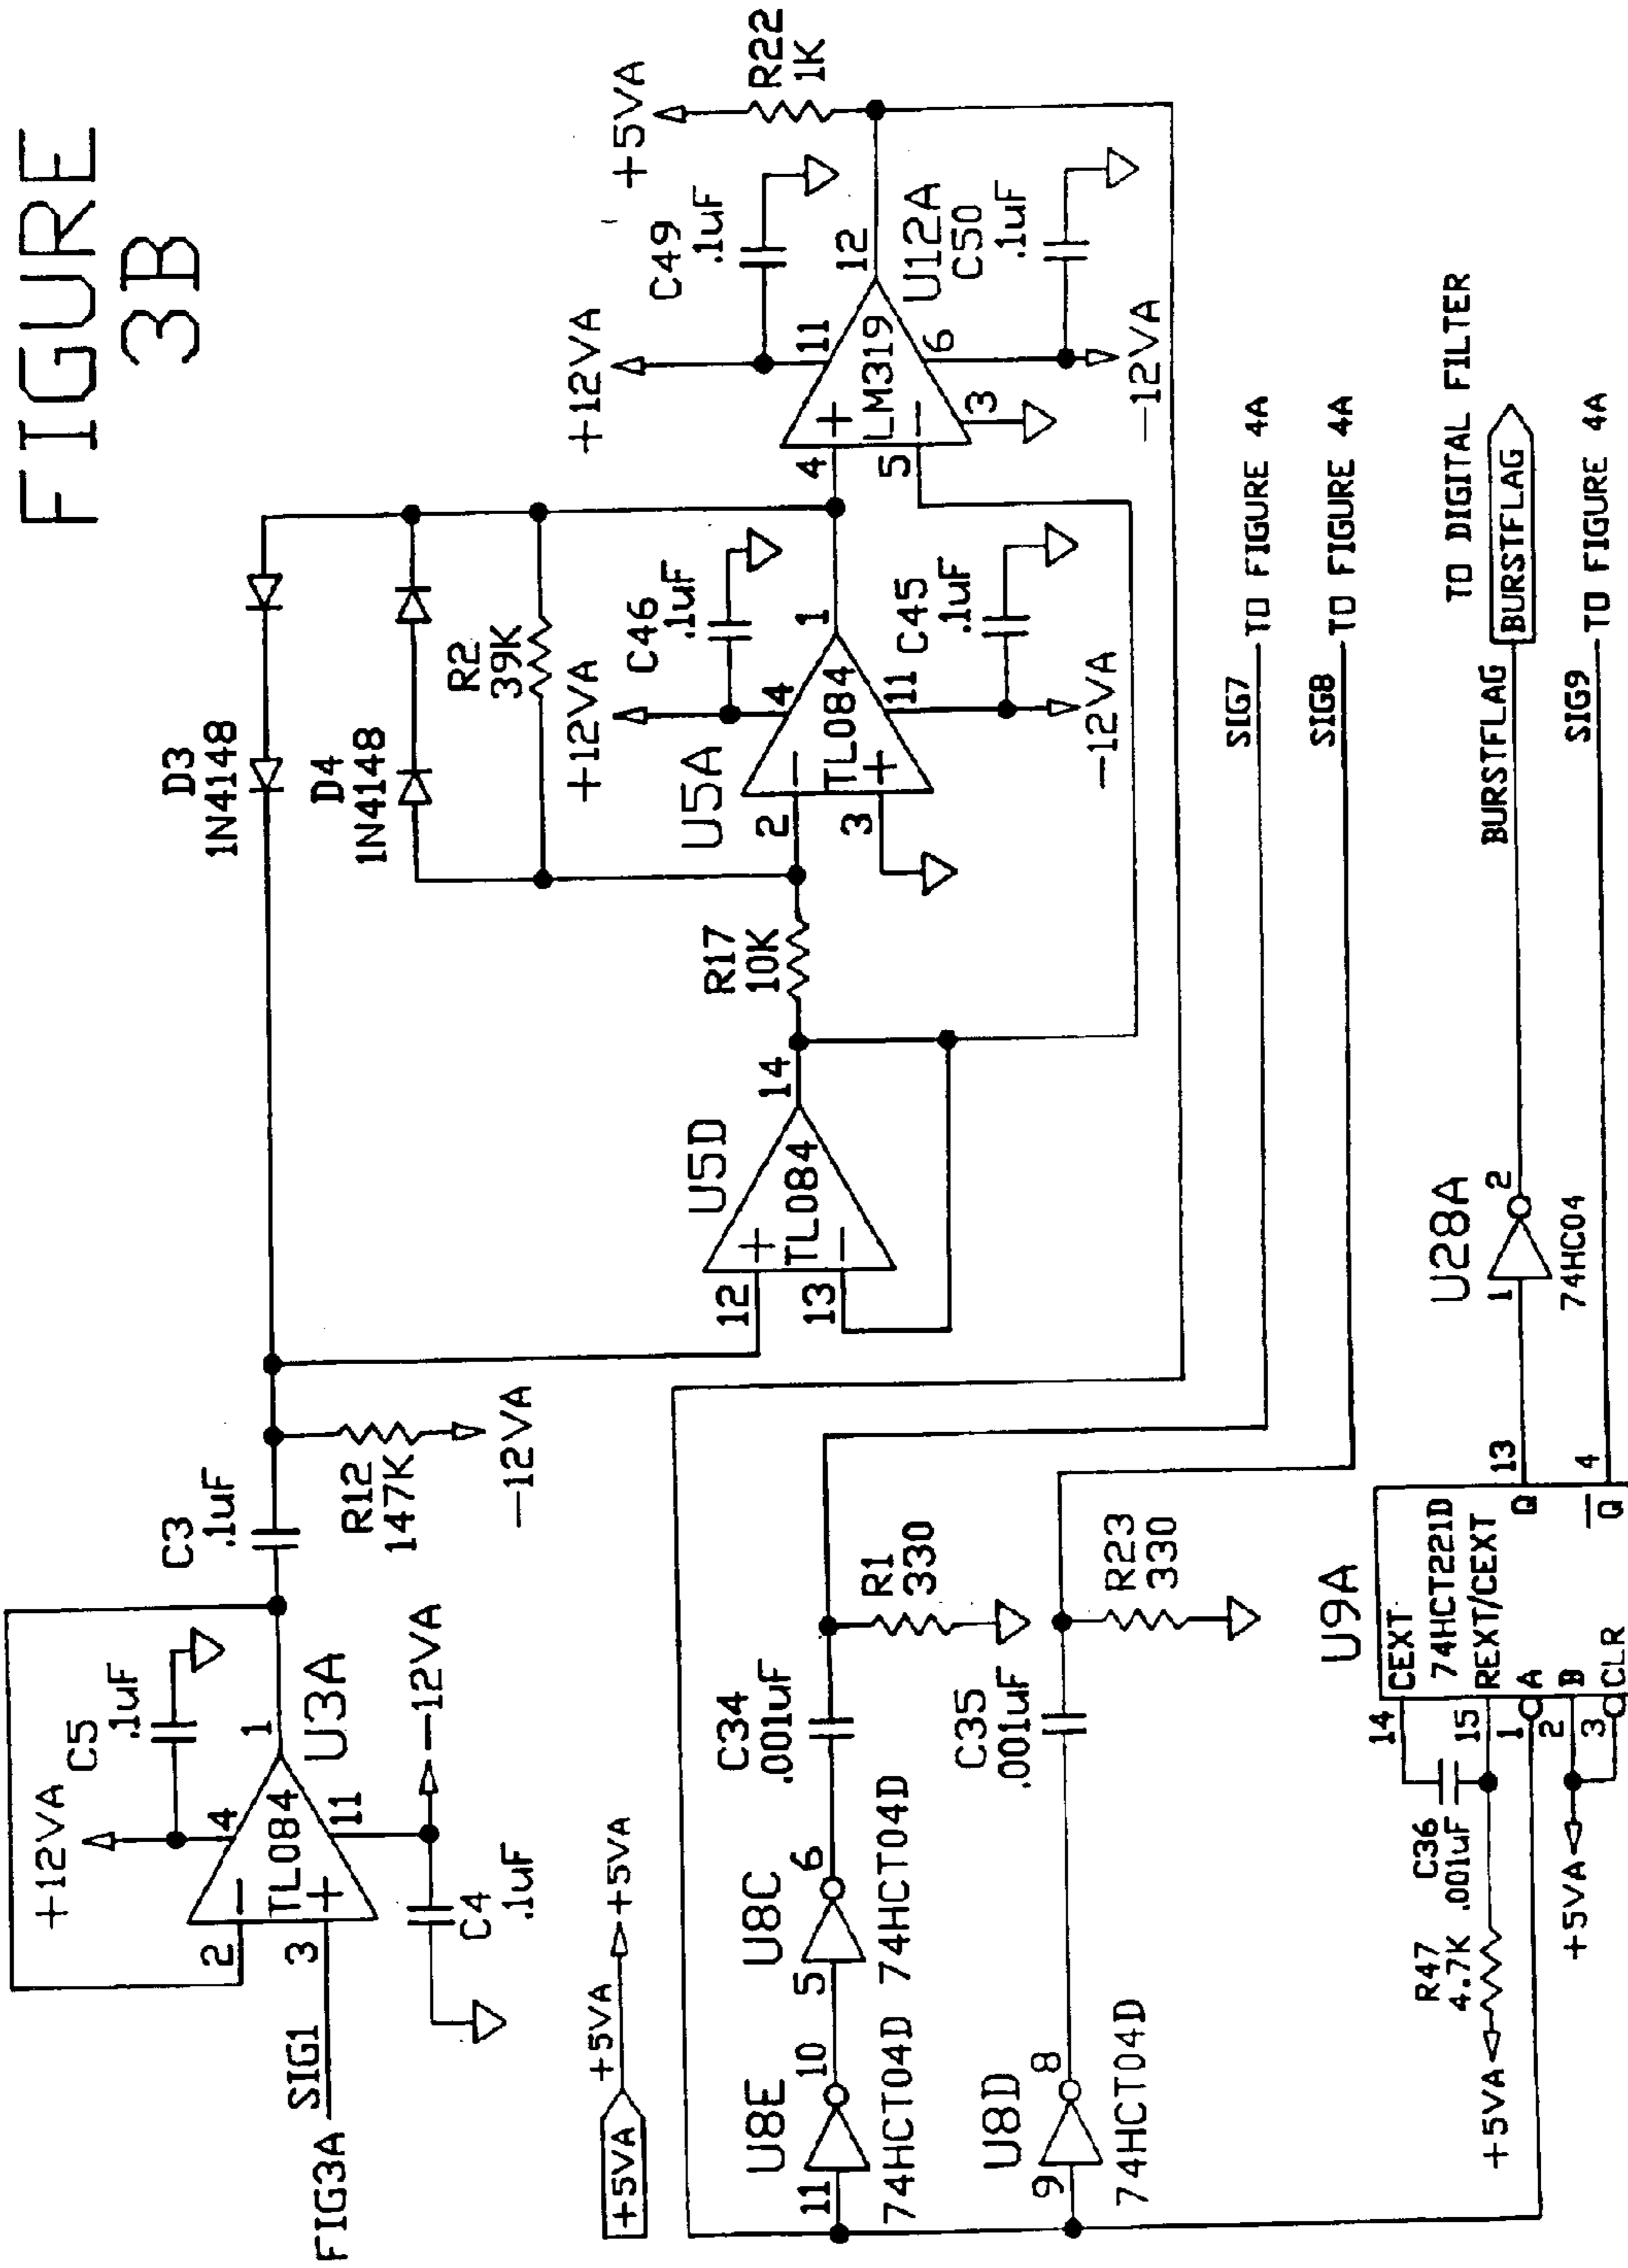 FIGURE
3B
FIG3A SIG1
+12VA
C5
.1uF
2
3
4
11
1
TL084
U3A
-12VA
C4
.1uF
C3
.1uF
R12
147K
-12VA
D3
1N4148
D4
1N4148
R2
39K
U5D
12
13
14
TL084
R17
10K
U5A
+12VA
C46
.1uF
2
3
4
11
1
TL084
C45
.1uF
-12VA
+12VA
C49
.1uF
+5VA
R22
1K
4
5
11
12
6
3
LM319
U12A
C50
.1uF
-12VA
+5VA
+5VA
+5VA
U8E
11
10
74HCT04D
U8C
5
6
74HCT04D
C34
.001uF
R1
330
SIG7
TO FIGURE 4A
U8D
9
8
74HCT04D
C35
.001uF
R23
330
SIG8
TO FIGURE 4A
U9A
+5VA
R47
4.7K
C36
.001uF
14
15
1
2
3
+5VA
CEXT
74HCT221D
REXT/CEXT
A
B
CLR
Q
Q
13
4
U28A
1
2
74HC04
BURSTFLAG
BURSTFLAG
TO DIGITAL FILTER
SIG9
TO FIGURE 4A